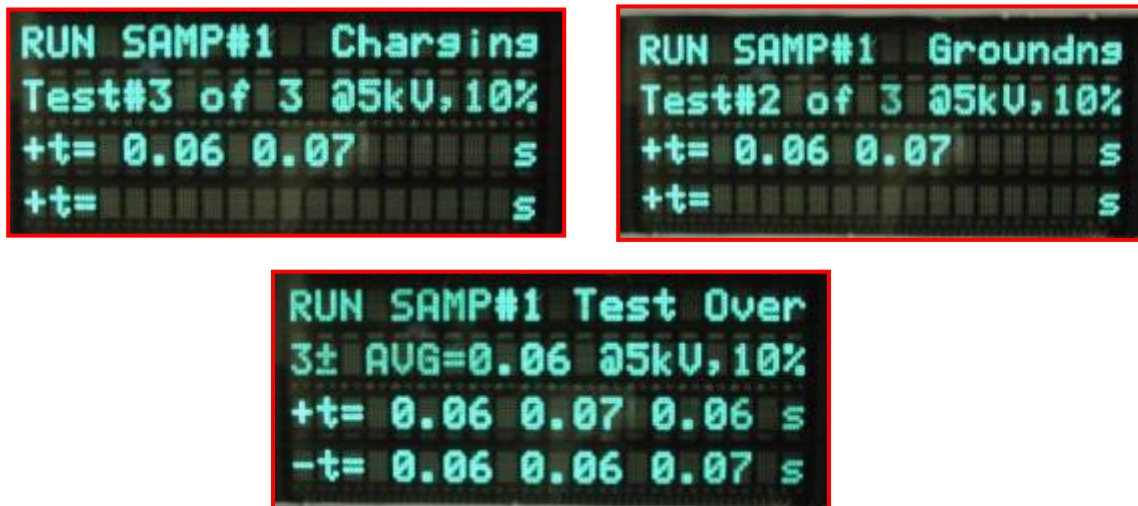 RUN SAMP#1 Charging
Test#3 of 3 @5kV,10%
+t= 0.06 0.07 s
+t= s
RUN SAMP#1 Groundng
Test#2 of 3 @5kV,10%
+t= 0.06 0.07 s
+t= s
RUN SAMP#1 Test Over
3± AVG=0.06 @5kV,10%
+t= 0.06 0.07 0.06 s
-t= 0.06 0.06 0.07 s